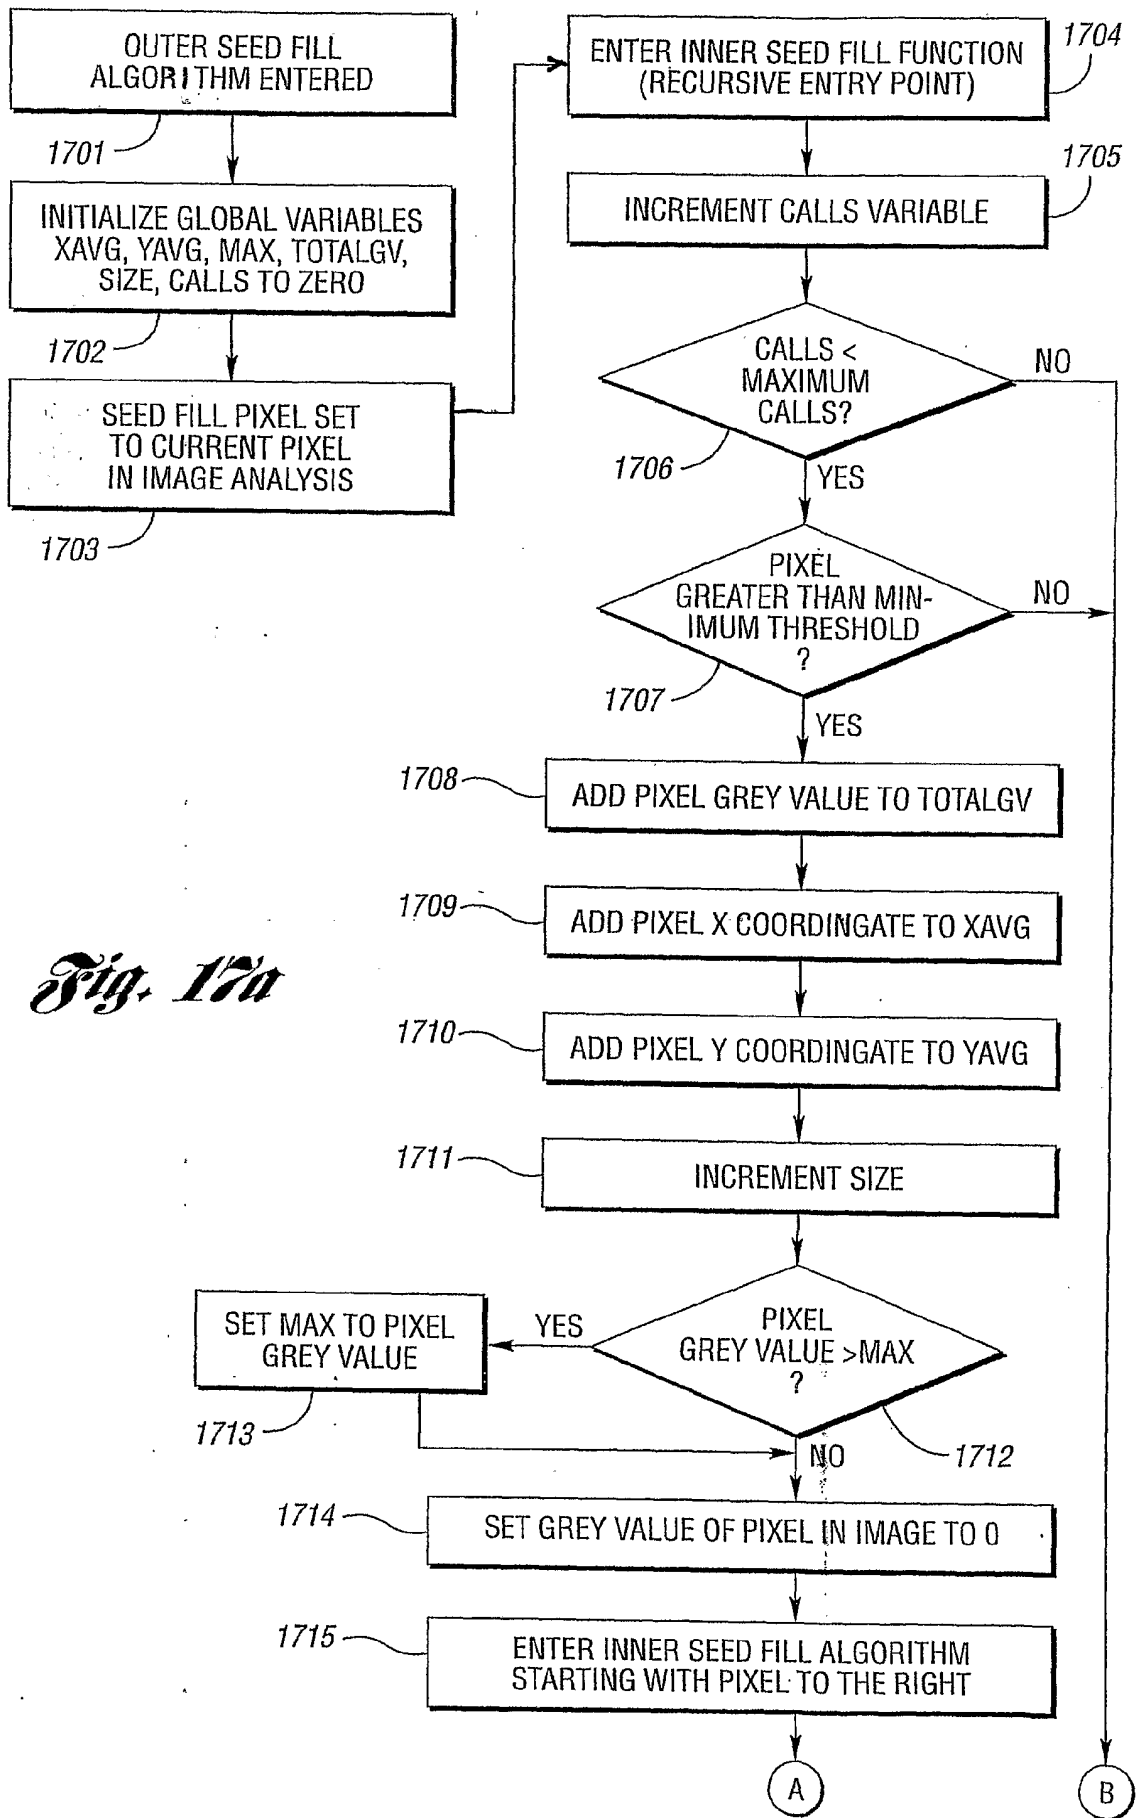 OUTER SEED FILL
ALGORITHM ENTERED
1701
INITIALIZE GLOBAL VARIABLES
XAVG, YAVG, MAX, TOTALGV,
SIZE, CALLS TO ZERO
1702
SEED FILL PIXEL SET
TO CURRENT PIXEL
IN IMAGE ANALYSIS
1703
ENTER INNER SEED FILL FUNCTION
(RECURSIVE ENTRY POINT)
1704
INCREMENT CALLS VARIABLE
1705
CALLS <
MAXIMUM
CALLS?
1706
NO
YES
PIXEL
GREATER THAN MIN-
IMUM THRESHOLD
?
1707
NO
YES
1708
ADD PIXEL GREY VALUE TO TOTALGV
1709
ADD PIXEL X COORDINGATE TO XAVG
1710
ADD PIXEL Y COORDINGATE TO YAVG
1711
INCREMENT SIZE
PIXEL
GREY VALUE >MAX
?
1712
YES
SET MAX TO PIXEL
GREY VALUE
1713
NO
1714
SET GREY VALUE OF PIXEL IN IMAGE TO 0
1715
ENTER INNER SEED FILL ALGORITHM
STARTING WITH PIXEL TO THE RIGHT
A
B
Fig. 17a